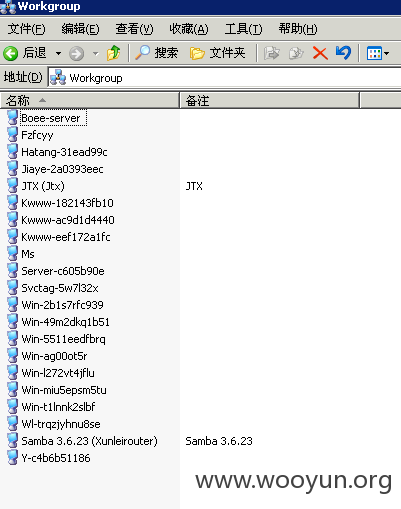 Workgroup
文件(F) 编辑(E) 查看(V) 收藏(A) 工具(T) 帮助(H)
后退 搜索 文件夹
地址(D) Workgroup
名称 备注
Boee-server
Fzfcyy
Hatang-31ead99c
Jiaye-2a0393eec
JTX (Jtx) JTX
Kwww-182143fb10
Kwww-ac9d1d4440
Kwww-eef172a1fc
Ms
Server-c605b90e
Svctag-5w7l32x
Win-2b1s7rfc939
Win-49m2dkq1b51
Win-5511eedfbrq
Win-ag00ot5r
Win-l272vt4jflu
Win-miu5epsm5tu
Win-t1lnnk2slbf
Wl-trqzjyhnu8se
Samba 3.6.23 (Xunleirouter) Samba 3.6.23
Y-c4b6b51186
www.wooyun.org